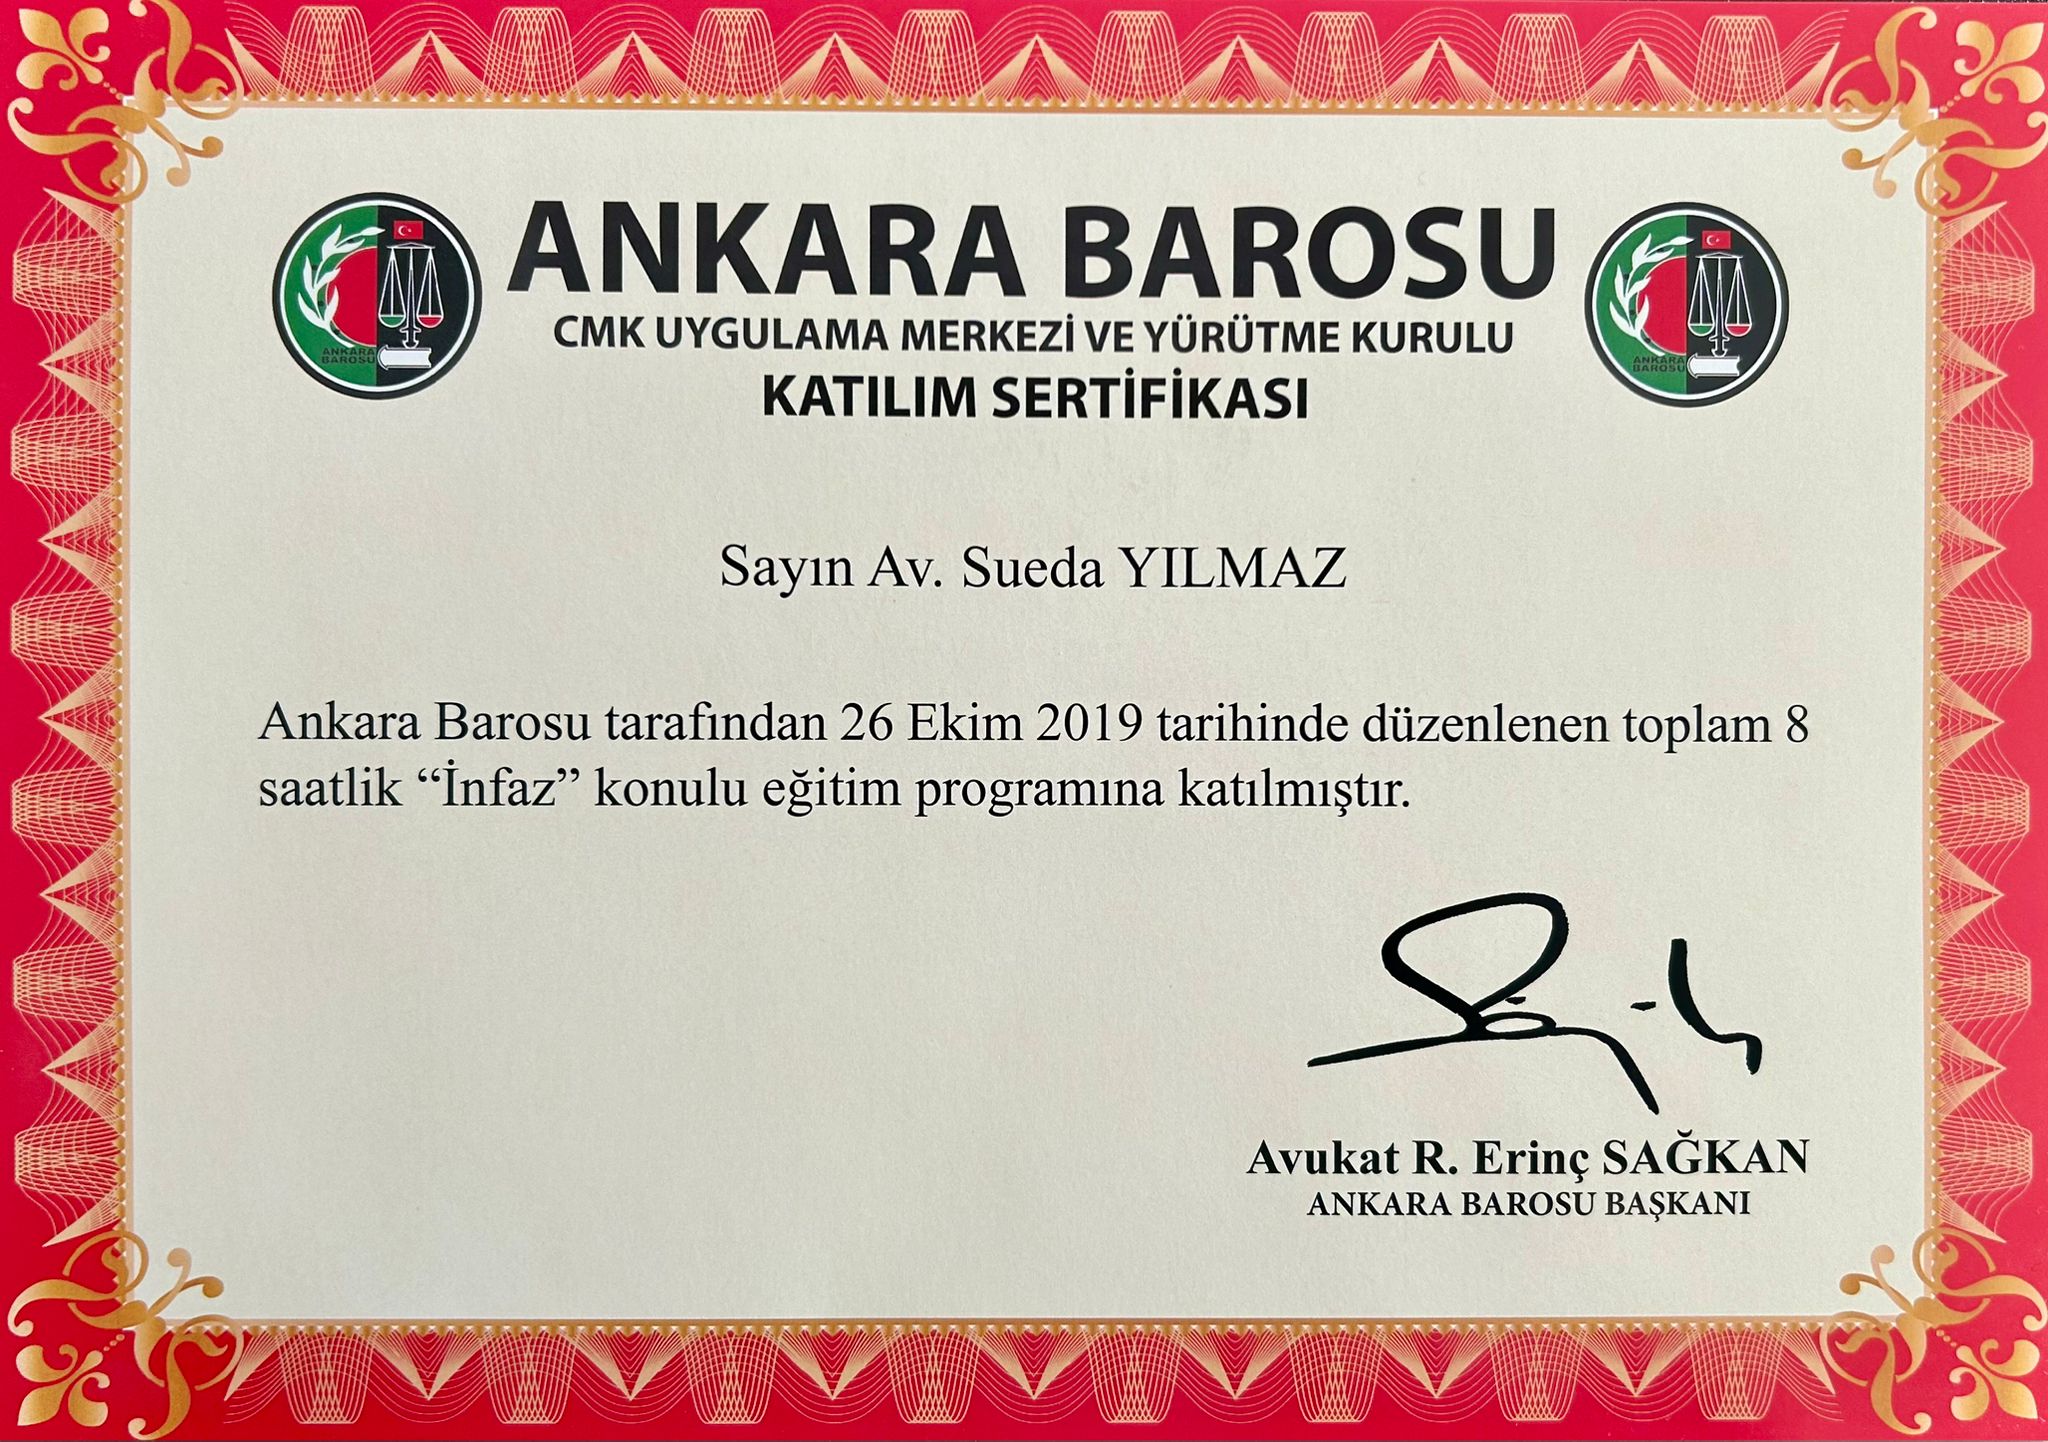 ANKARA BAROSU
CMK UYGULAMA MERKEZİ VE YÜRÜTME KURULU
KATILIM SERTİFİKASI
ANKARA
BAROSU
ANKARA
BAROSU
Sayın Av. Sueda YILMAZ
Ankara Barosu tarafından 26 Ekim 2019 tarihinde düzenlenen toplam 8
saatlik “İnfaz” konulu eğitim programına katılmıştır.
Avukat R. Erinç SAĞKAN
ANKARA BAROSU BAŞKANI